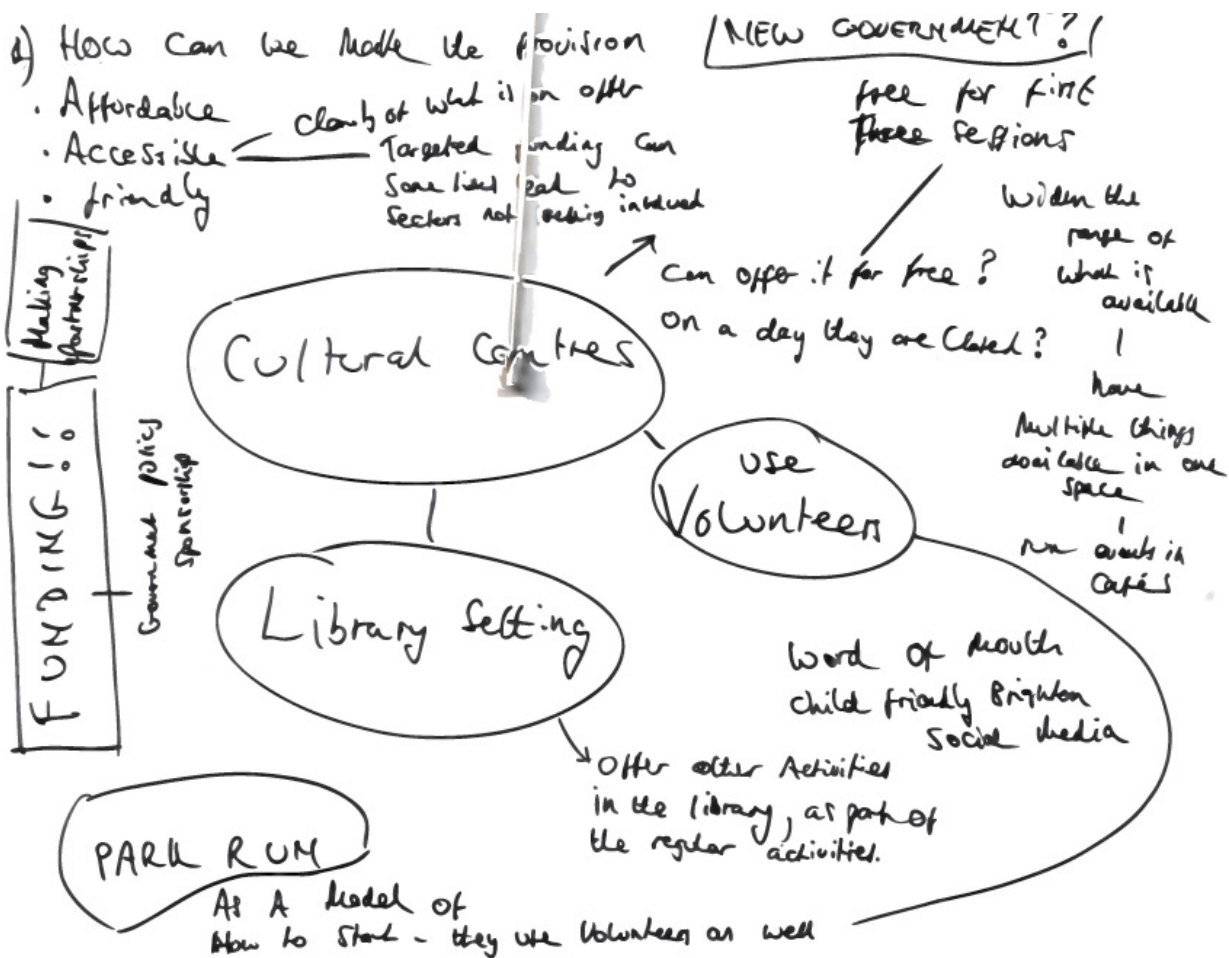 d) How can we make the provision
. Affordable
. Accessible
. friendly
clarity of what is on offer
Targeted funding can
sometimes lead to
sectors not getting involved
NEW GOVERNMENT?
free for first
three sessions
Can offer it for free?
on a day they are closed?
widen the
range of
what is
available
have
multiple things
available in one
space
run events in
cafés
Making
Partnerships
FUNDING!!
Government policy
Sponsorship
Cultural Centres
use
Volunteers
Library Setting
Offer other Activities
in the library, as part of
the regular activities.
word of mouth
child friendly Brighton
social media
PARK RUN
As A Model of
How to start - they use volunteers as well